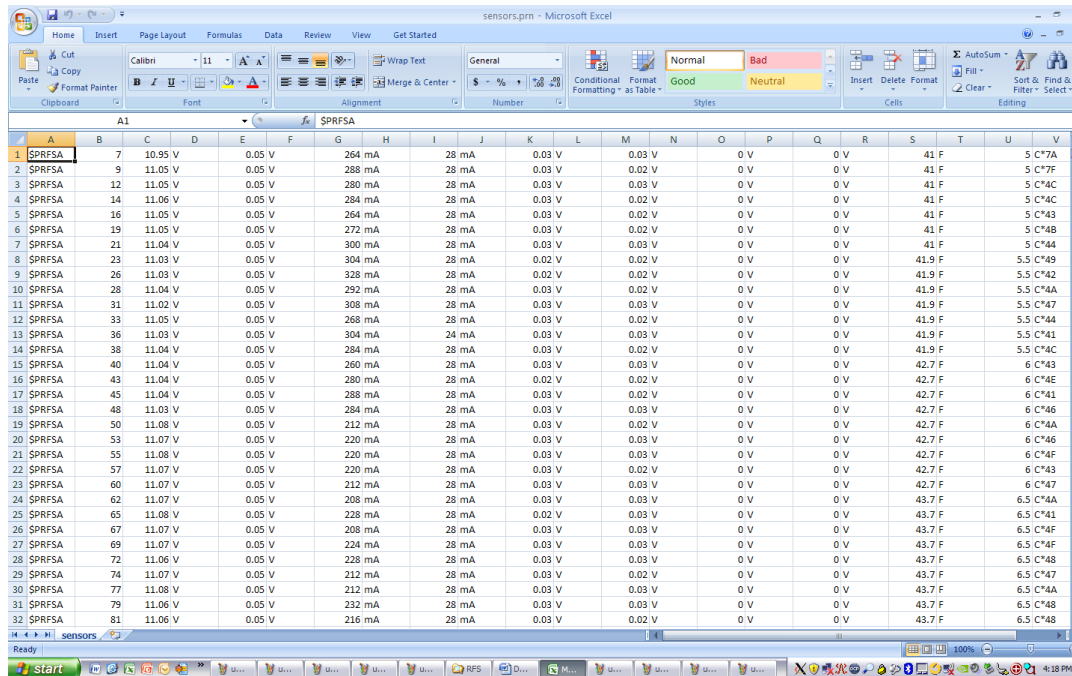 sensors.prn - Microsoft Excel
Home Insert Page Layout Formulas Data Review View Get Started
Paste
Cut
Copy
Format Painter
Clipboard
Calibri 11
B I U
Font
Wrap Text
Merge & Center
Alignment
General
$ % ,
Number
Conditional Formatting
Format as Table
Normal Bad
Good Neutral
Styles
Insert Delete Format
Cells
Σ AutoSum
Fill
Clear
Sort & Filter
Find & Select
Editing
A1 fx $PRFSA
A B C D E F G H I J K L M N O P Q R S T U V
1 $PRFSA 7 10.95 V 0.05 V 264 mA 28 mA 0.03 V 0.03 V 0 V 0 V 41 F 5 C*7A
2 $PRFSA 9 11.05 V 0.05 V 288 mA 28 mA 0.03 V 0.02 V 0 V 0 V 41 F 5 C*7F
3 $PRFSA 12 11.05 V 0.05 V 280 mA 28 mA 0.03 V 0.03 V 0 V 0 V 41 F 5 C*4C
4 $PRFSA 14 11.06 V 0.05 V 284 mA 28 mA 0.03 V 0.02 V 0 V 0 V 41 F 5 C*4C
5 $PRFSA 16 11.05 V 0.05 V 264 mA 28 mA 0.03 V 0.02 V 0 V 0 V 41 F 5 C*43
6 $PRFSA 19 11.05 V 0.05 V 272 mA 28 mA 0.03 V 0.02 V 0 V 0 V 41 F 5 C*4B
7 $PRFSA 21 11.04 V 0.05 V 300 mA 28 mA 0.03 V 0.03 V 0 V 0 V 41 F 5 C*44
8 $PRFSA 23 11.03 V 0.05 V 304 mA 28 mA 0.02 V 0.02 V 0 V 0 V 41.9 F 5.5 C*49
9 $PRFSA 26 11.03 V 0.05 V 328 mA 28 mA 0.02 V 0.02 V 0 V 0 V 41.9 F 5.5 C*42
10 $PRFSA 28 11.04 V 0.05 V 292 mA 28 mA 0.03 V 0.02 V 0 V 0 V 41.9 F 5.5 C*4A
11 $PRFSA 31 11.02 V 0.05 V 308 mA 28 mA 0.03 V 0.03 V 0 V 0 V 41.9 F 5.5 C*47
12 $PRFSA 33 11.05 V 0.05 V 268 mA 28 mA 0.03 V 0.02 V 0 V 0 V 41.9 F 5.5 C*44
13 $PRFSA 36 11.03 V 0.05 V 304 mA 24 mA 0.03 V 0.03 V 0 V 0 V 41.9 F 5.5 C*41
14 $PRFSA 38 11.04 V 0.05 V 284 mA 28 mA 0.03 V 0.02 V 0 V 0 V 41.9 F 5.5 C*4C
15 $PRFSA 40 11.04 V 0.05 V 260 mA 28 mA 0.03 V 0.03 V 0 V 0 V 42.7 F 6 C*43
16 $PRFSA 43 11.04 V 0.05 V 280 mA 28 mA 0.02 V 0.02 V 0 V 0 V 42.7 F 6 C*4E
17 $PRFSA 45 11.04 V 0.05 V 288 mA 28 mA 0.03 V 0.02 V 0 V 0 V 42.7 F 6 C*41
18 $PRFSA 48 11.03 V 0.05 V 284 mA 28 mA 0.03 V 0.03 V 0 V 0 V 42.7 F 6 C*46
19 $PRFSA 50 11.08 V 0.05 V 212 mA 28 mA 0.03 V 0.03 V 0 V 0 V 42.7 F 6 C*4A
20 $PRFSA 53 11.07 V 0.05 V 220 mA 28 mA 0.03 V 0.03 V 0 V 0 V 42.7 F 6 C*46
21 $PRFSA 55 11.08 V 0.05 V 220 mA 28 mA 0.03 V 0.03 V 0 V 0 V 42.7 F 6 C*4F
22 $PRFSA 57 11.07 V 0.05 V 220 mA 28 mA 0.03 V 0.02 V 0 V 0 V 42.7 F 6 C*43
23 $PRFSA 60 11.07 V 0.05 V 212 mA 28 mA 0.03 V 0.03 V 0 V 0 V 42.7 F 6 C*47
24 $PRFSA 62 11.07 V 0.05 V 208 mA 28 mA 0.03 V 0.03 V 0 V 0 V 43.7 F 6.5 C*4A
25 $PRFSA 65 11.08 V 0.05 V 228 mA 28 mA 0.02 V 0.03 V 0 V 0 V 43.7 F 6.5 C*41
26 $PRFSA 67 11.07 V 0.05 V 208 mA 28 mA 0.03 V 0.03 V 0 V 0 V 43.7 F 6.5 C*4F
27 $PRFSA 69 11.07 V 0.05 V 224 mA 28 mA 0.03 V 0.03 V 0 V 0 V 43.7 F 6.5 C*4F
28 $PRFSA 72 11.06 V 0.05 V 228 mA 28 mA 0.03 V 0.03 V 0 V 0 V 43.7 F 6.5 C*48
29 $PRFSA 74 11.07 V 0.05 V 212 mA 28 mA 0.03 V 0.02 V 0 V 0 V 43.7 F 6.5 C*47
30 $PRFSA 77 11.08 V 0.05 V 212 mA 28 mA 0.03 V 0.03 V 0 V 0 V 43.7 F 6.5 C*4A
31 $PRFSA 79 11.06 V 0.05 V 232 mA 28 mA 0.03 V 0.03 V 0 V 0 V 43.7 F 6.5 C*48
32 $PRFSA 81 11.06 V 0.05 V 216 mA 28 mA 0.03 V 0.02 V 0 V 0 V 43.7 F 6.5 C*48
sensors
Ready 100%
start u... u... u... u... u... RFS D... M... u... u... u... u... 4:18 PM